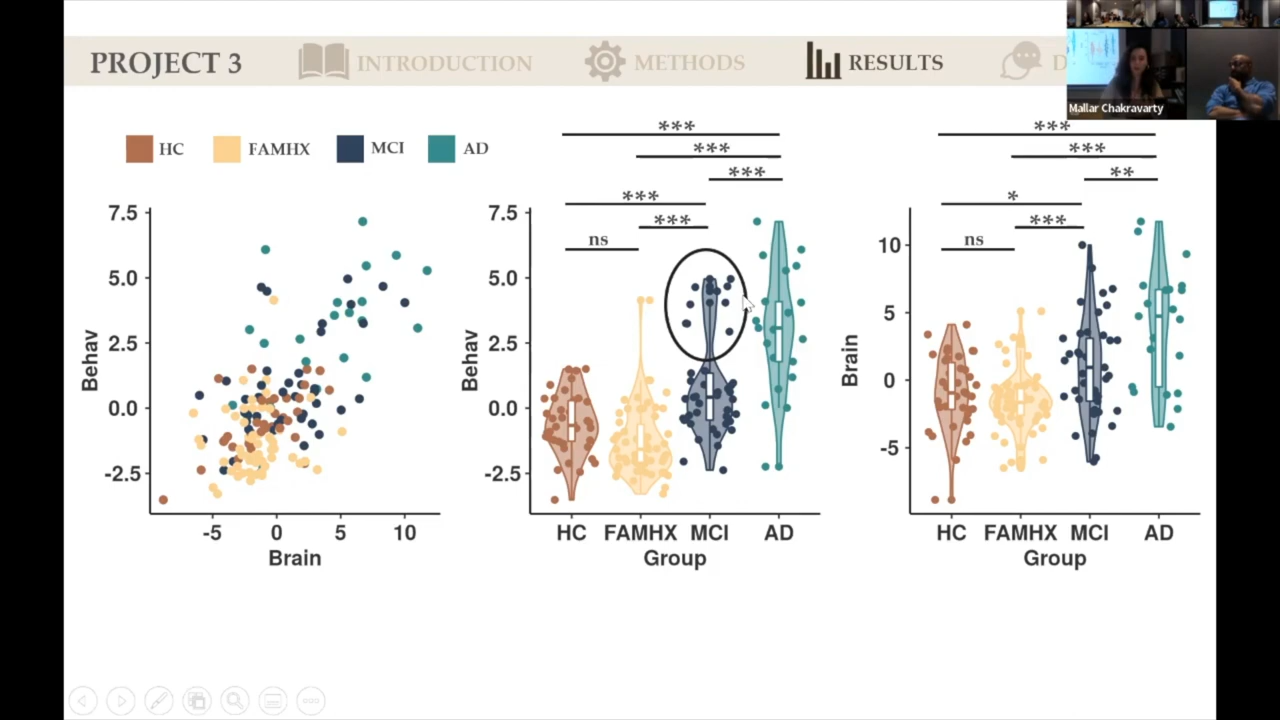 PROJECT 3
INTRODUCTION
METHODS
RESULTS
D
Mallar Chakravarty
HC
FAMHX
MCI
AD
7.5
5.0
2.5
0.0
-2.5
Behav
-5
0
5
10
Brain
***
***
***
***
***
ns
7.5
5.0
2.5
0.0
-2.5
Behav
HC
FAMHX
MCI
AD
Group
***
***
**
*
***
ns
10
5
0
-5
Brain
HC
FAMHX
MCI
AD
Group